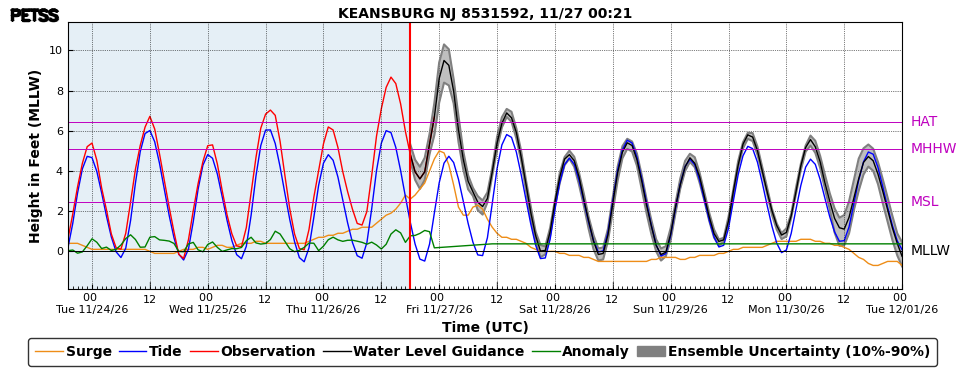 PETSS
KEANSBURG NJ 8531592, 11/27 00:21
Height in Feet (MLLW)
10
8
6
4
2
0
HAT
MHHW
MSL
MLLW
00 12 00 12 00 12 00 12 00 12 00 12 00 12 00
Tue 11/24/26 Wed 11/25/26 Thu 11/26/26 Fri 11/27/26 Sat 11/28/26 Sun 11/29/26 Mon 11/30/26 Tue 12/01/26
Time (UTC)
Surge Tide Observation Water Level Guidance Anomaly Ensemble Uncertainty (10%-90%)